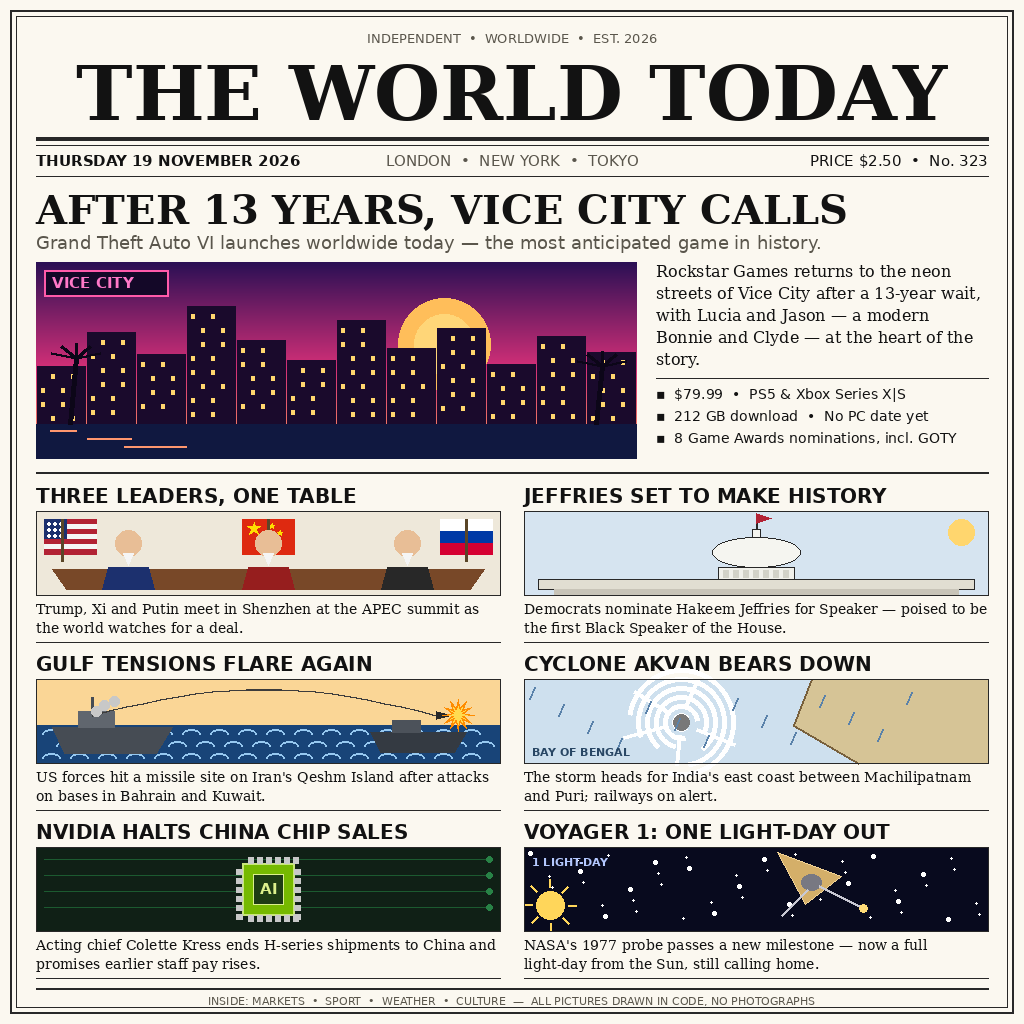 INDEPENDENT • WORLDWIDE • EST. 2026
THE WORLD TODAY
THURSDAY 19 NOVEMBER 2026
LONDON • NEW YORK • TOKYO
PRICE $2.50 • No. 323
AFTER 13 YEARS, VICE CITY CALLS
Grand Theft Auto VI launches worldwide today — the most anticipated game in history.
VICE CITY
Rockstar Games returns to the neon
streets of Vice City after a 13-year wait,
with Lucia and Jason — a modern
Bonnie and Clyde — at the heart of the
story.
▪ $79.99 • PS5 & Xbox Series X|S
▪ 212 GB download • No PC date yet
▪ 8 Game Awards nominations, incl. GOTY
THREE LEADERS, ONE TABLE
Trump, Xi and Putin meet in Shenzhen at the APEC summit as
the world watches for a deal.
JEFFRIES SET TO MAKE HISTORY
Democrats nominate Hakeem Jeffries for Speaker — poised to be
the first Black Speaker of the House.
GULF TENSIONS FLARE AGAIN
US forces hit a missile site on Iran's Qeshm Island after attacks
on bases in Bahrain and Kuwait.
CYCLONE AKVAN BEARS DOWN
BAY OF BENGAL
The storm heads for India's east coast between Machilipatnam
and Puri; railways on alert.
NVIDIA HALTS CHINA CHIP SALES
AI
Acting chief Colette Kress ends H-series shipments to China and
promises earlier staff pay rises.
VOYAGER 1: ONE LIGHT-DAY OUT
1 LIGHT-DAY
NASA's 1977 probe passes a new milestone — now a full
light-day from the Sun, still calling home.
INSIDE: MARKETS • SPORT • WEATHER • CULTURE — ALL PICTURES DRAWN IN CODE, NO PHOTOGRAPHS